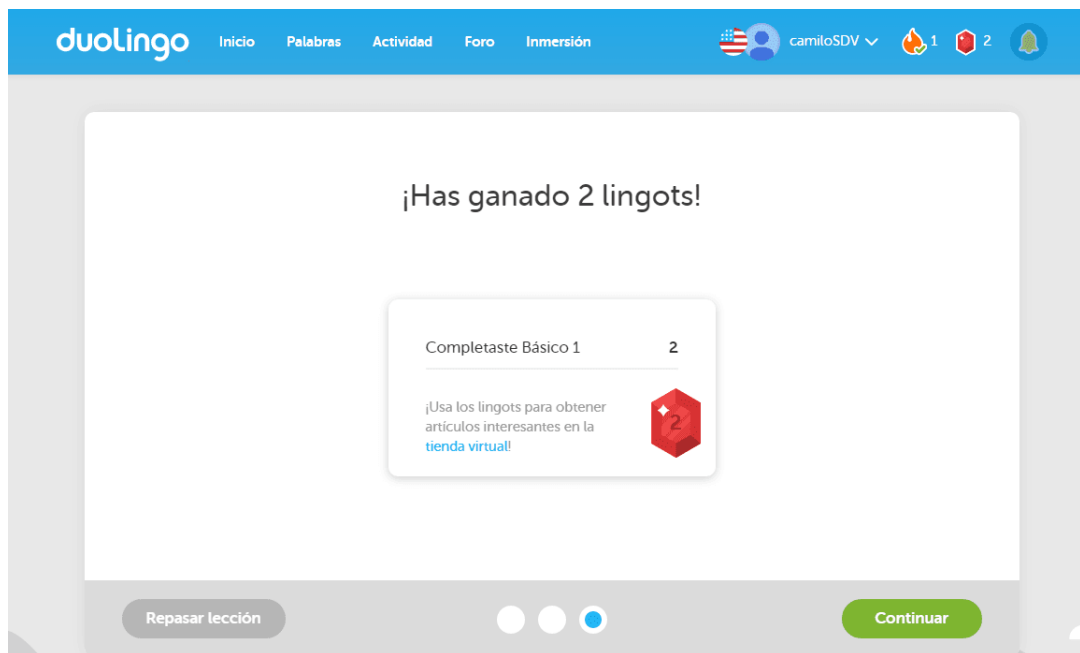 duolingo Inicio Palabras Actividad Foro Inmersión camiloSDV 1 2
¡Has ganado 2 lingots!
Completaste Básico 1 2
¡Usa los lingots para obtener
artículos interesantes en la
tienda virtual!
2
Repasar lección Continuar